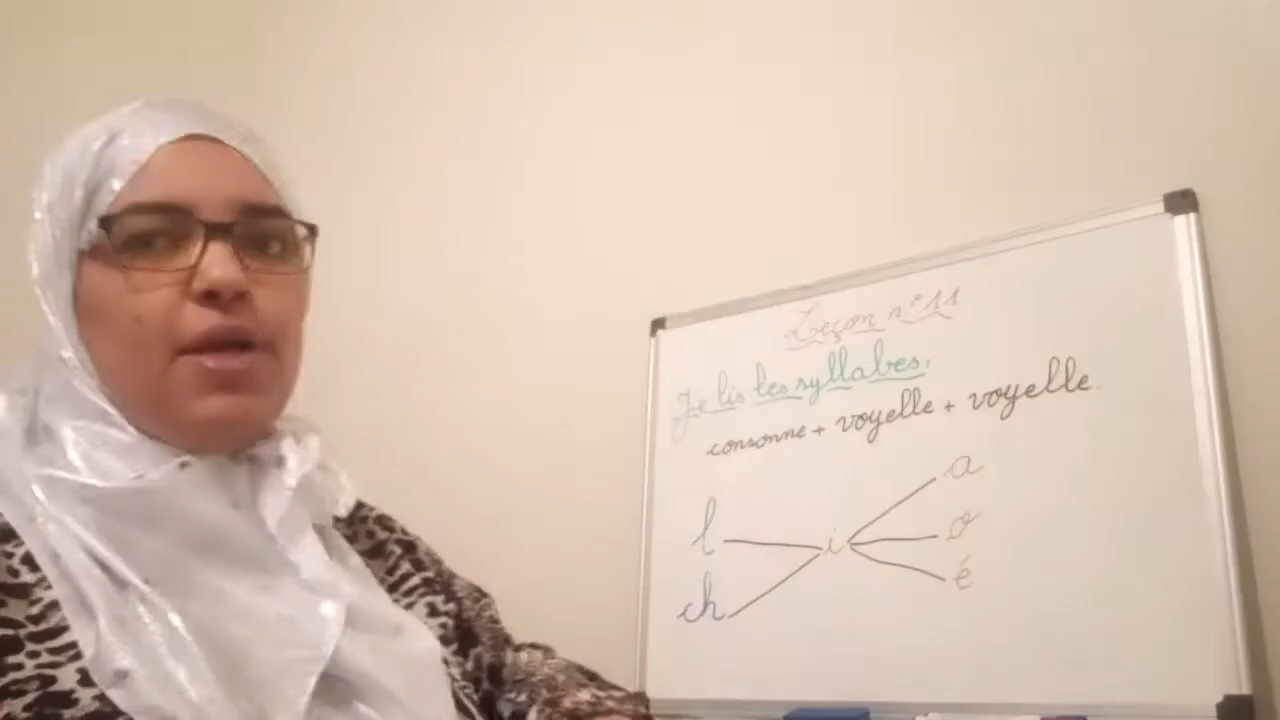 Leçon n° 11
Je lis les syllabes.
consonne + voyelle + voyelle.
a
l i o
ch é